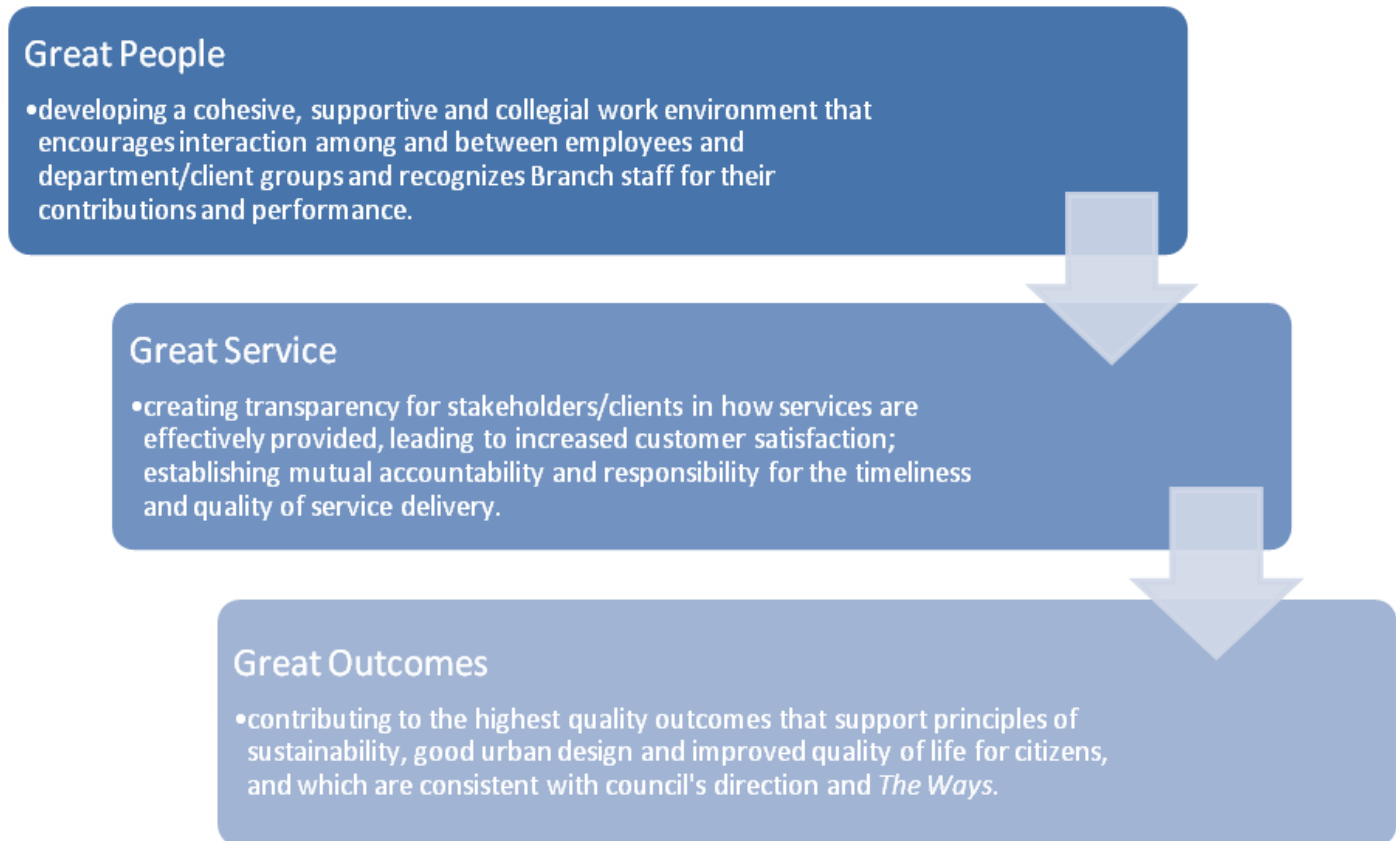 Great People
•developing a cohesive, supportive and collegial work environment that
encourages interaction among and between employees and
department/client groups and recognizes Branch staff for their
contributions and performance.
Great Service
•creating transparency for stakeholders/clients in how services are
effectively provided, leading to increased customer satisfaction;
establishing mutual accountability and responsibility for the timeliness
and quality of service delivery.
Great Outcomes
•contributing to the highest quality outcomes that support principles of
sustainability, good urban design and improved quality of life for citizens,
and which are consistent with council's direction and The Ways.